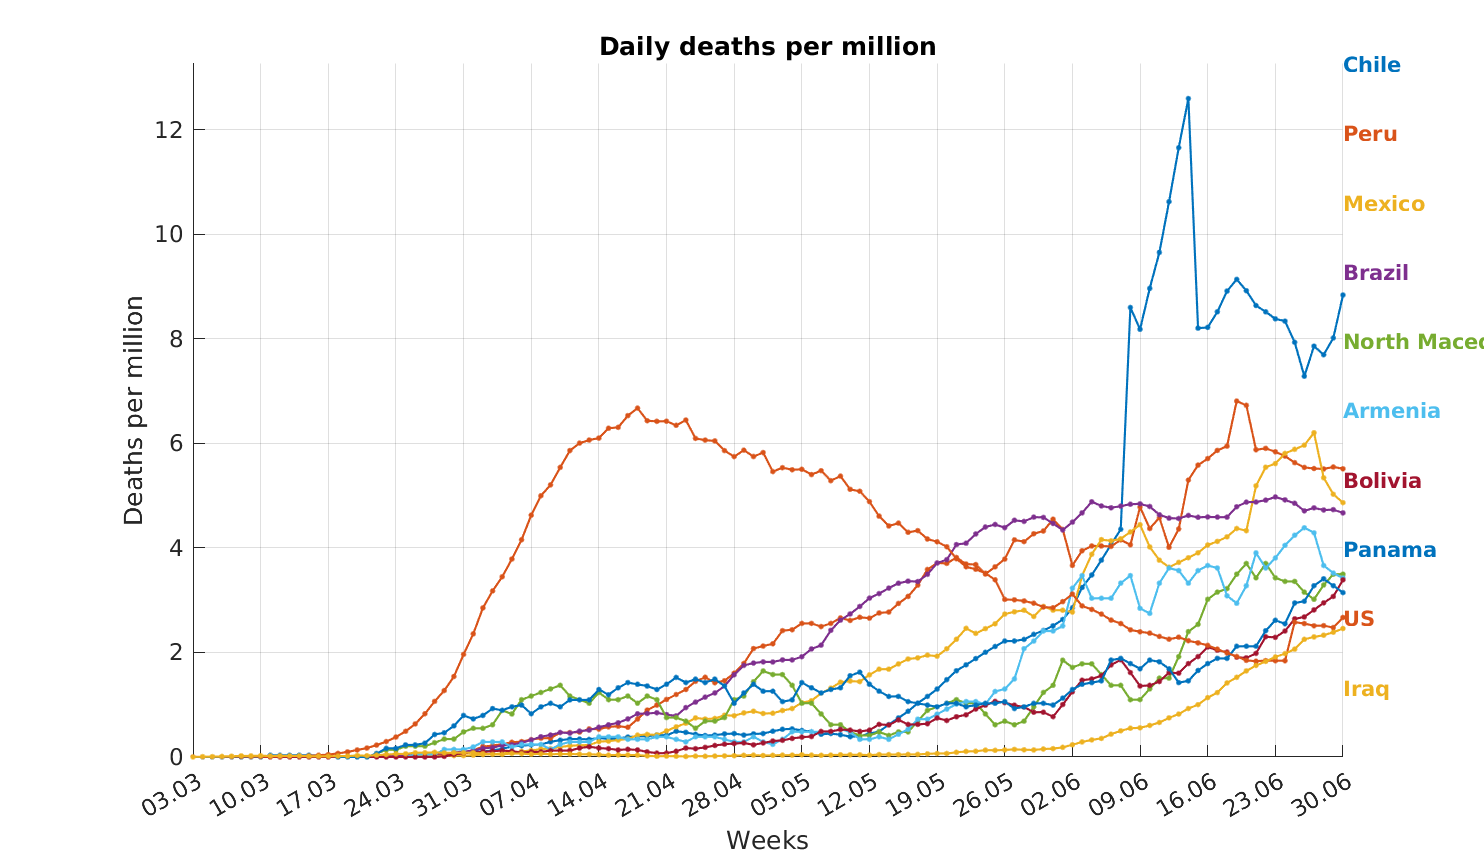 Daily deaths per million
Chile
Peru
Mexico
Brazil
North Maced
Armenia
Bolivia
Panama
US
Iraq
Deaths per million
12
10
8
6
4
2
0
03.03 10.03 17.03 24.03 31.03 07.04 14.04 21.04 28.04 05.05 12.05 19.05 26.05 02.06 09.06 16.06 23.06 30.06
Weeks